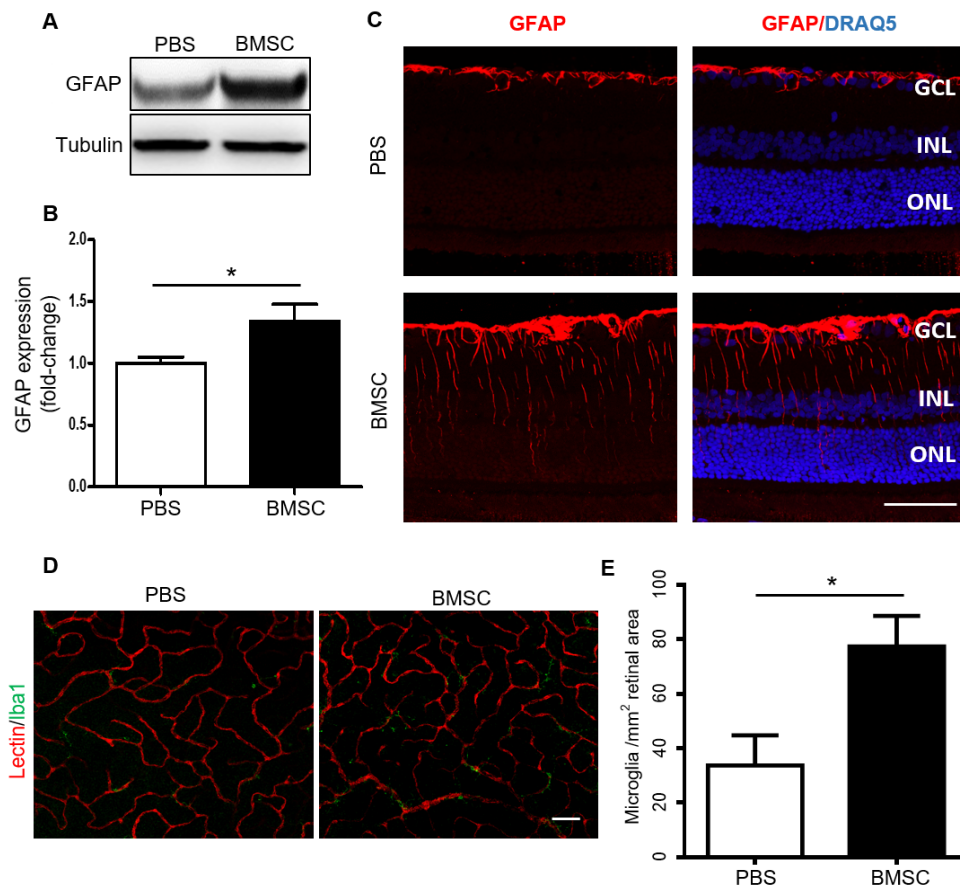 A
PBS BMSC
GFAP
Tubulin
B
GFAP expression
(fold-change)
2.0
1.5
1.0
0.5
0.0
*
PBS BMSC
C
GFAP GFAP/DRAQ5
PBS
GCL
INL
ONL
BMSC
GCL
INL
ONL
D
PBS BMSC
Lectin/Iba1
E
Microglia /mm² retinal area
100
80
60
40
20
0
*
PBS BMSC